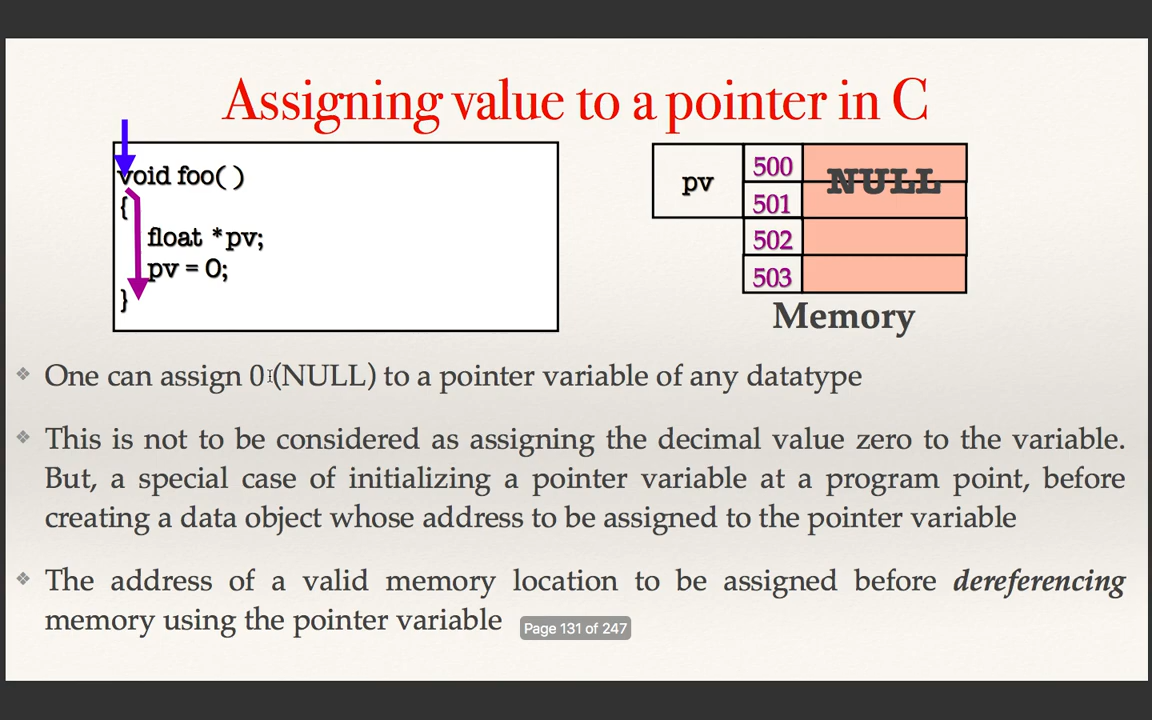 Assigning value to a pointer in C
void foo( )
{
float *pv;
pv = 0;
}
pv
500
501
502
503
NULL
Memory
One can assign 0 (NULL) to a pointer variable of any datatype
This is not to be considered as assigning the decimal value zero to the variable.
But, a special case of initializing a pointer variable at a program point, before
creating a data object whose address to be assigned to the pointer variable
The address of a valid memory location to be assigned before dereferencing
memory using the pointer variable
Page 131 of 247